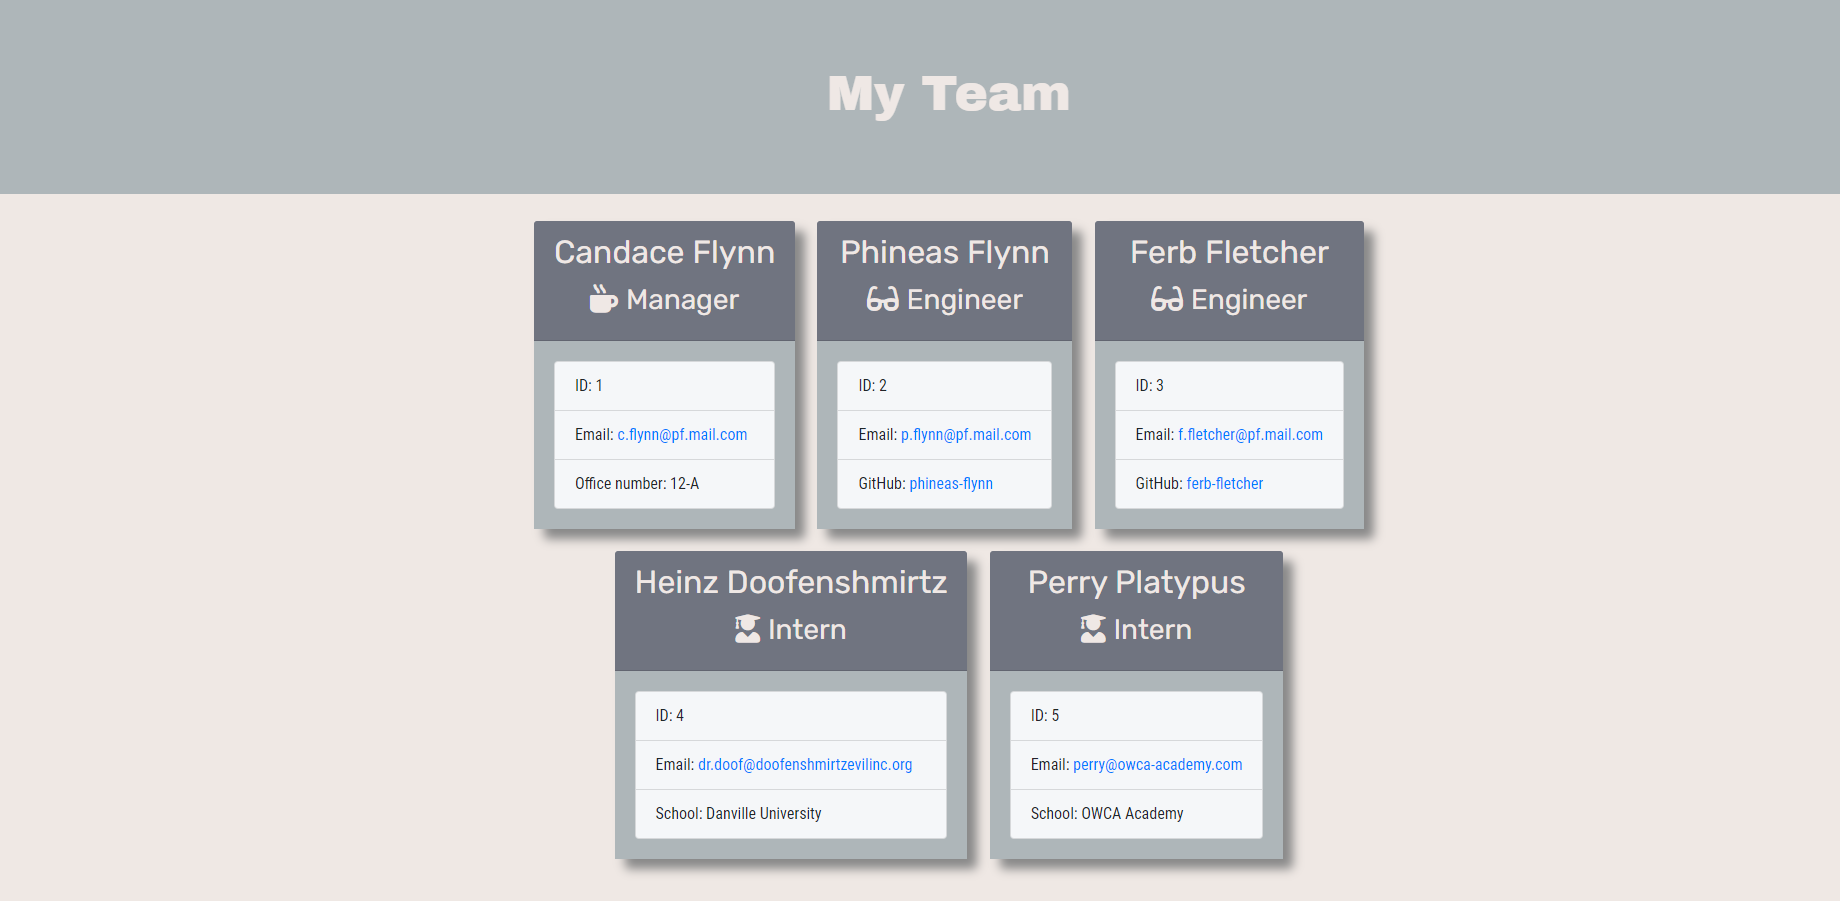 My Team
Candace Flynn
Manager
ID: 1
Email: c.flynn@pf.mail.com
Office number: 12-A
Phineas Flynn
Engineer
ID: 2
Email: p.flynn@pf.mail.com
GitHub: phineas-flynn
Ferb Fletcher
Engineer
ID: 3
Email: f.fletcher@pf.mail.com
GitHub: ferb-fletcher
Heinz Doofenshmirtz
Intern
ID: 4
Email: dr.doof@doofenshmirtzevilinc.org
School: Danville University
Perry Platypus
Intern
ID: 5
Email: perry@owca-academy.com
School: OWCA Academy